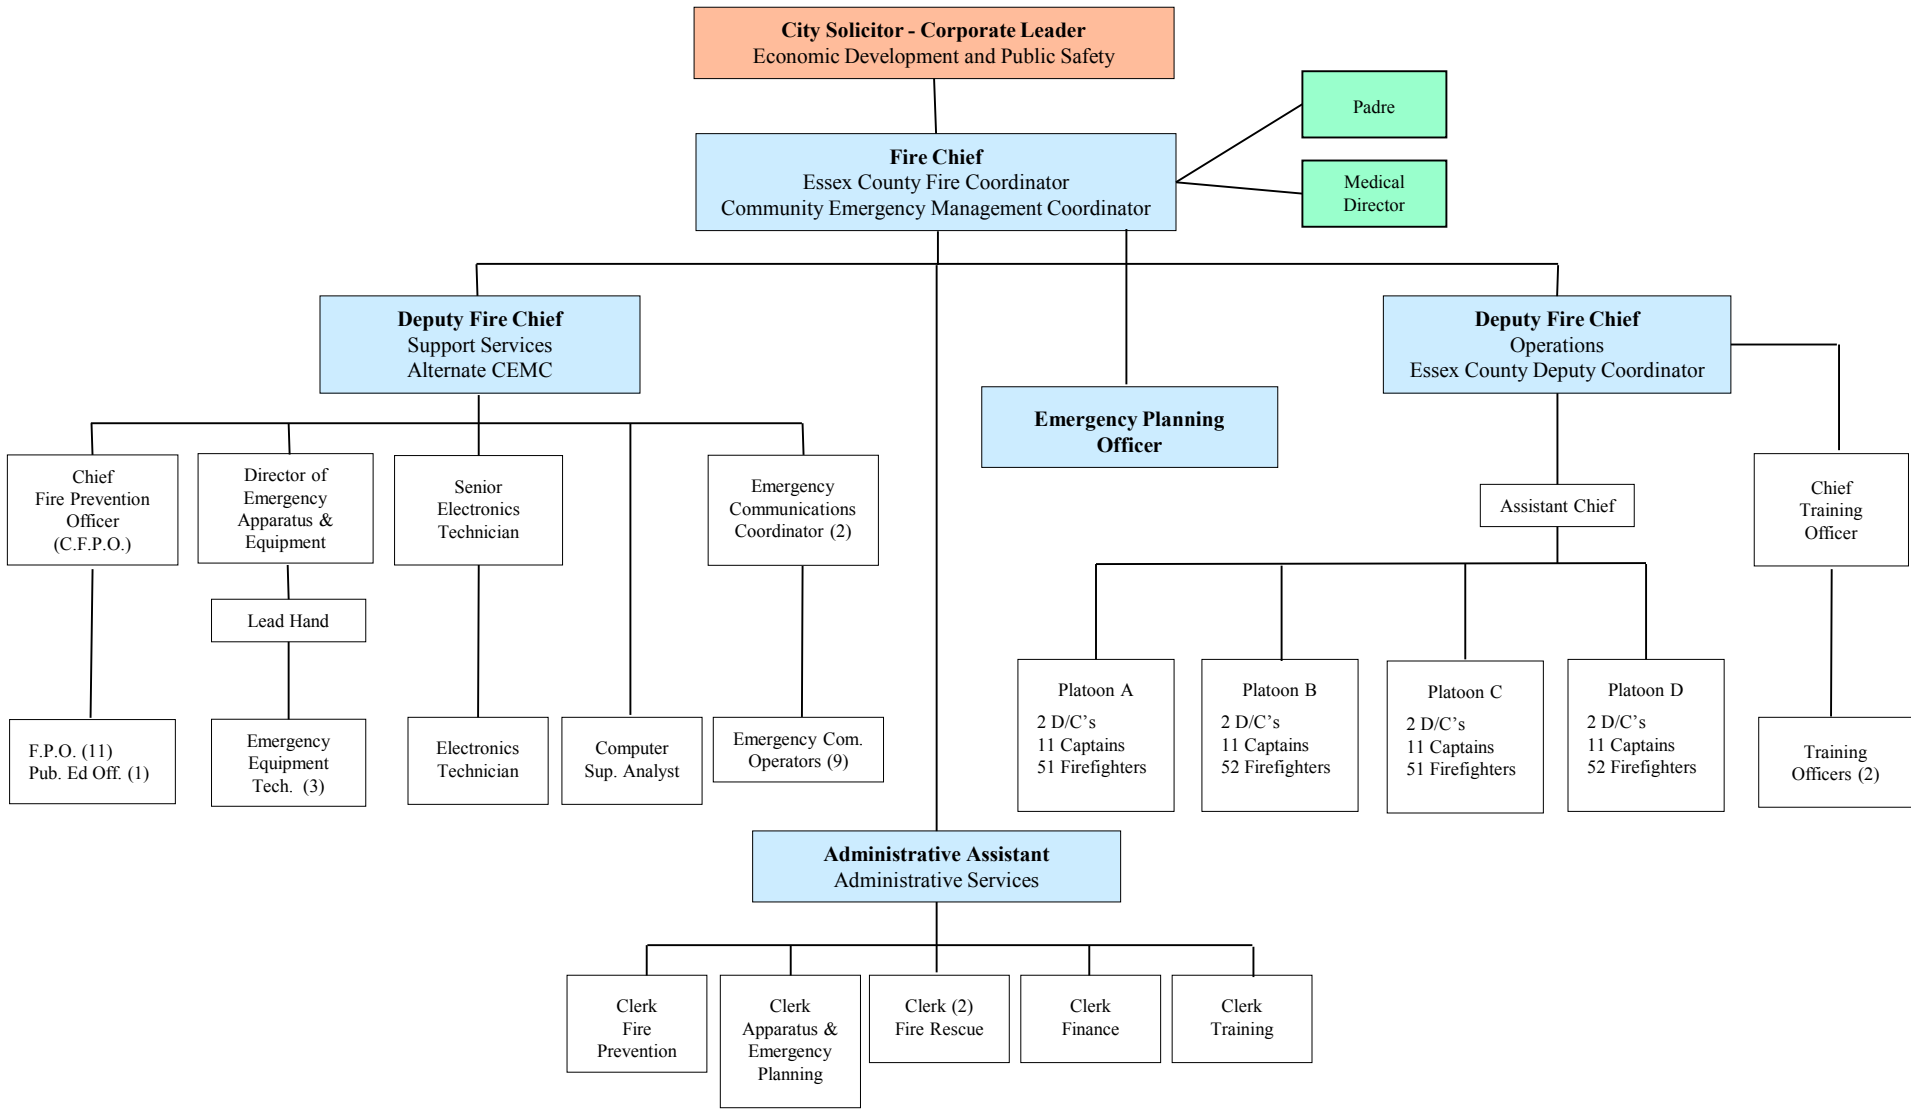 City Solicitor - Corporate Leader
Economic Development and Public Safety
Padre
Fire Chief
Essex County Fire Coordinator
Community Emergency Management Coordinator
Medical
Director
Deputy Fire Chief
Support Services
Alternate CEMC
Deputy Fire Chief
Operations
Essex County Deputy Coordinator
Emergency Planning
Officer
Chief
Fire Prevention
Officer
(C.F.P.O.)
Director of
Emergency
Apparatus &
Equipment
Senior
Electronics
Technician
Emergency
Communications
Coordinator (2)
Assistant Chief
Chief
Training
Officer
Lead Hand
F.P.O. (11)
Pub. Ed Off. (1)
Emergency
Equipment
Tech. (3)
Electronics
Technician
Computer
Sup. Analyst
Emergency Com.
Operators (9)
Platoon A
2 D/C’s
11 Captains
51 Firefighters
Platoon B
2 D/C’s
11 Captains
52 Firefighters
Platoon C
2 D/C’s
11 Captains
51 Firefighters
Platoon D
2 D/C’s
11 Captains
52 Firefighters
Training
Officers (2)
Administrative Assistant
Administrative Services
Clerk
Fire
Prevention
Clerk
Apparatus &
Emergency
Planning
Clerk (2)
Fire Rescue
Clerk
Finance
Clerk
Training